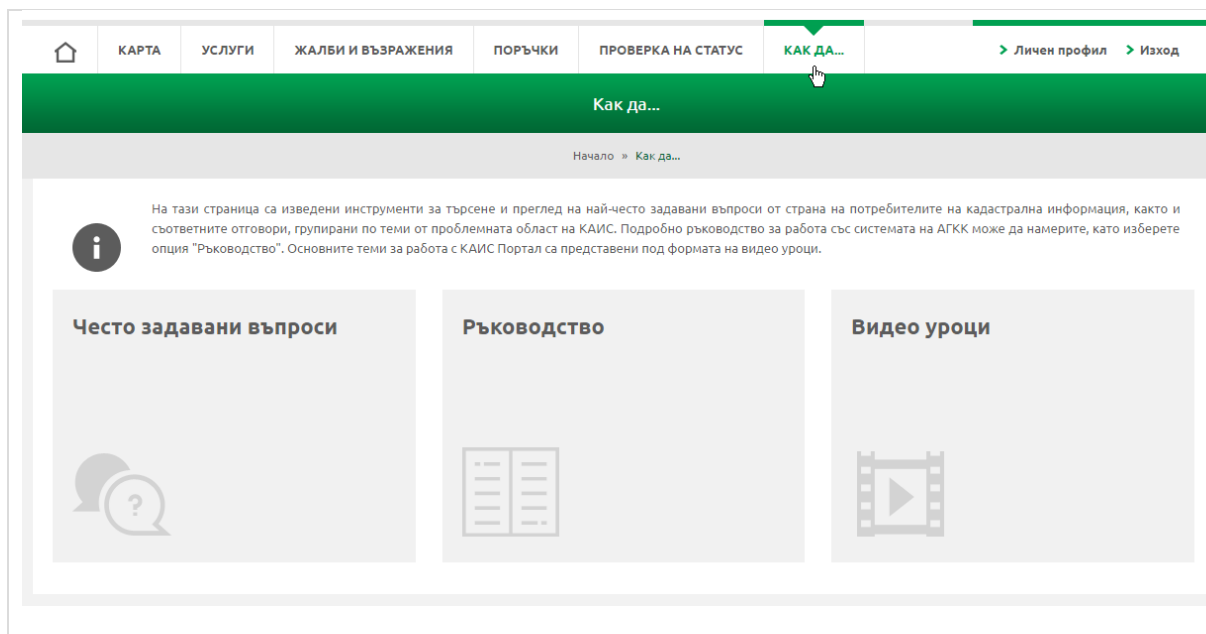 КАРТА УСЛУГИ ЖАЛБИ И ВЪЗРАЖЕНИЯ ПОРЪЧКИ ПРОВЕРКА НА СТАТУС КАК ДА... Личен профил Изход
Как да...
Начало » Как да...
На тази страница са изведени инструменти за търсене и преглед на най-често задавани въпроси от страна на потребителите на кадастрална информация, както и
съответните отговори, групирани по теми от проблемната област на КАИС. Подробно ръководство за работа със системата на АГКК може да намерите, като изберете
опция "Ръководство". Основните теми за работа с КАИС Портал са представени под формата на видео уроци.
Често задавани въпроси Ръководство Видео уроци